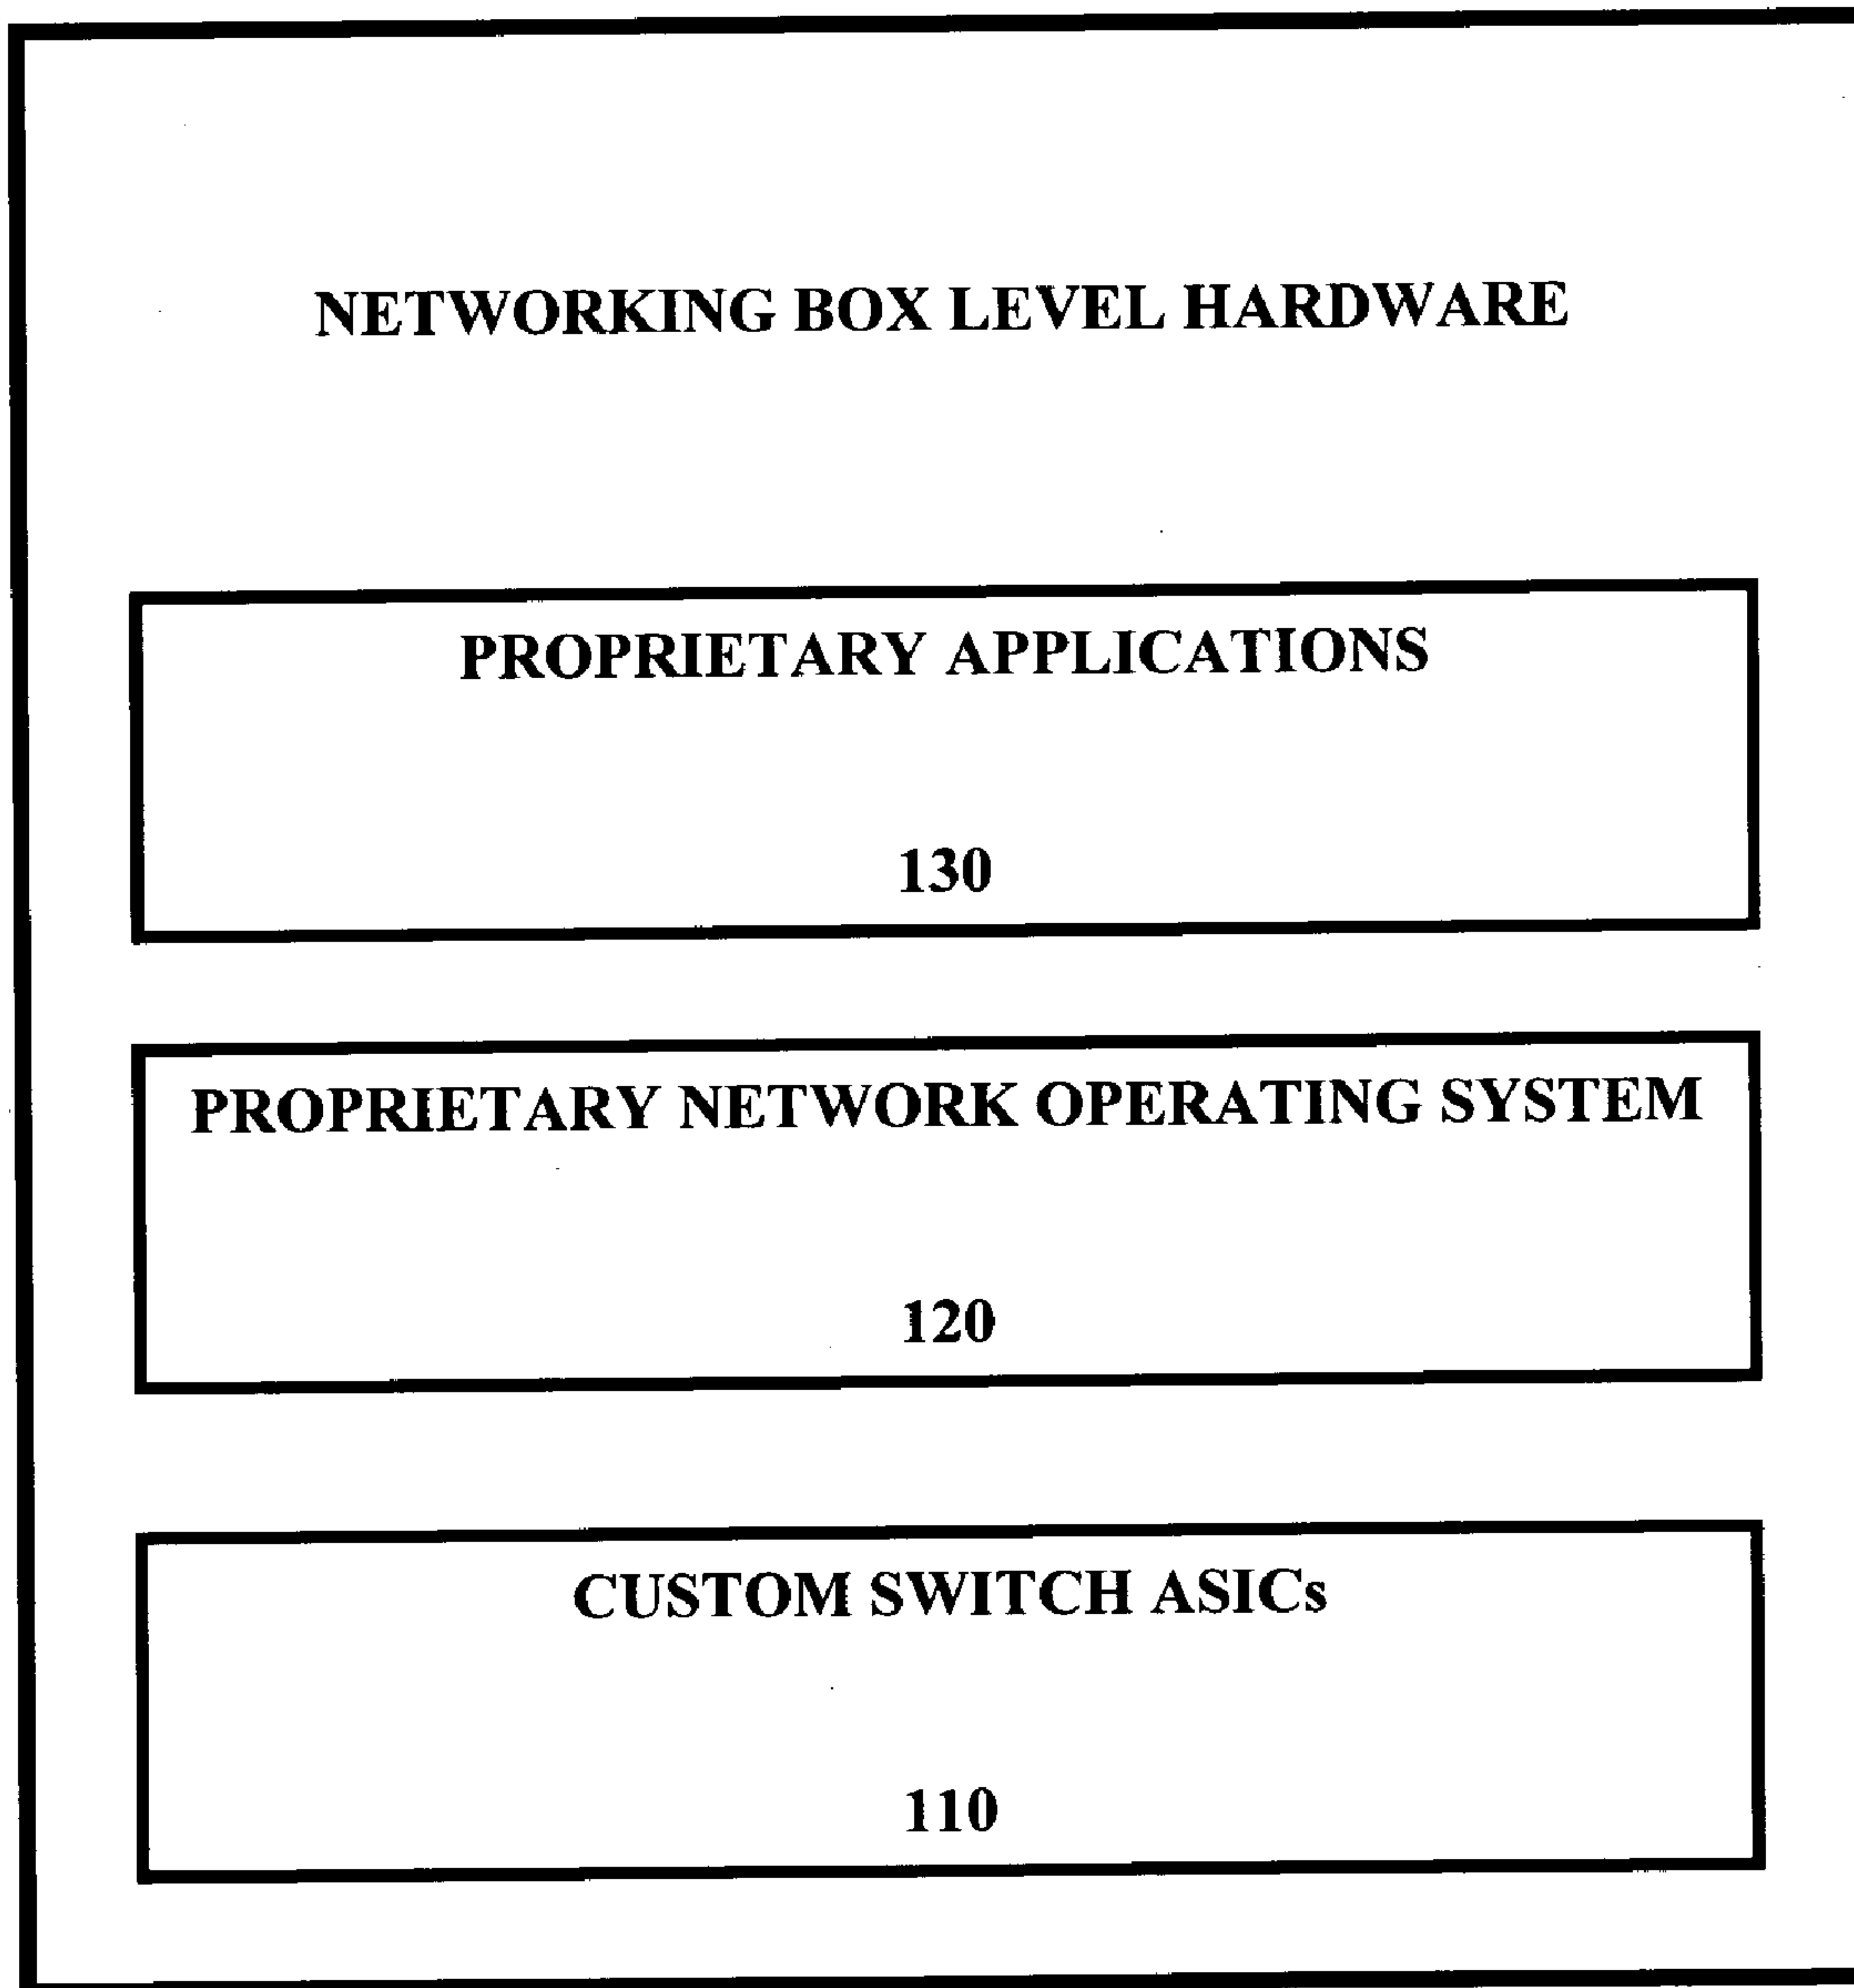 NETWORKING BOX LEVEL HARDWARE
PROPRIETARY APPLICATIONS
130
PROPRIETARY NETWORK OPERATING SYSTEM
120
CUSTOM SWITCH ASICs
110